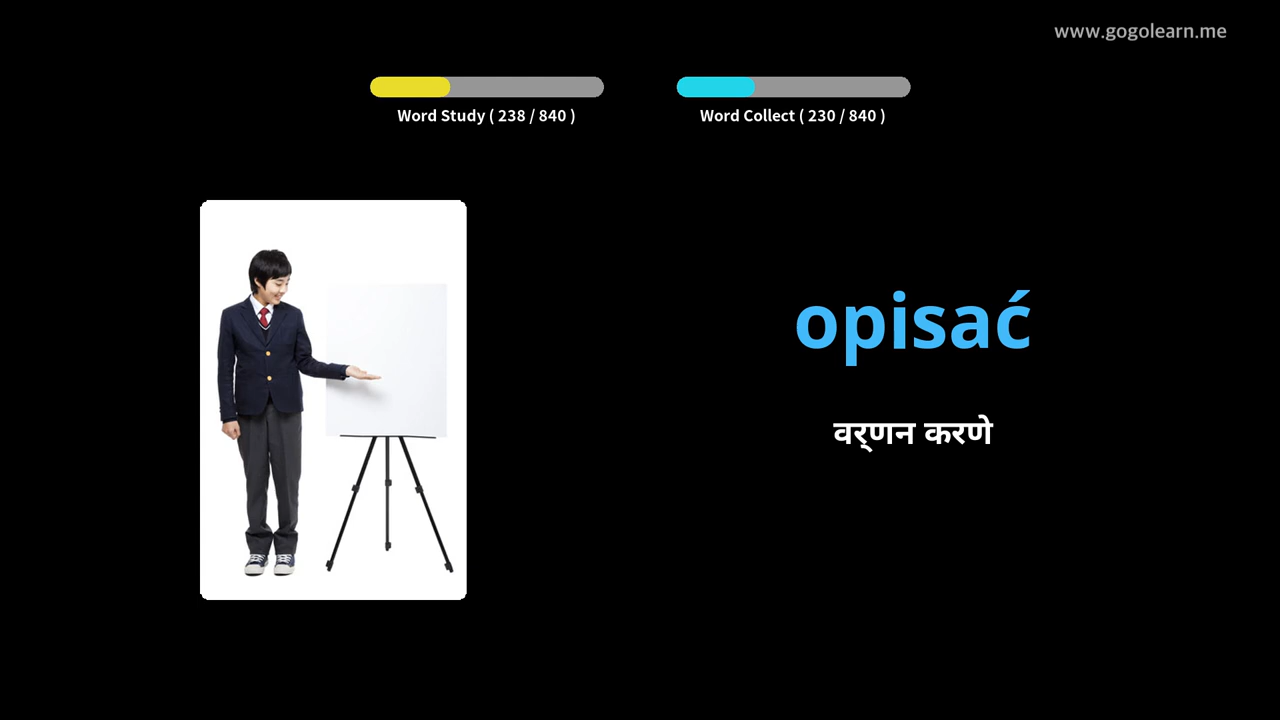 www.gogolearn.me
Word Study ( 238 / 840 )
Word Collect ( 230 / 840 )
opisać
वर्णन करणे